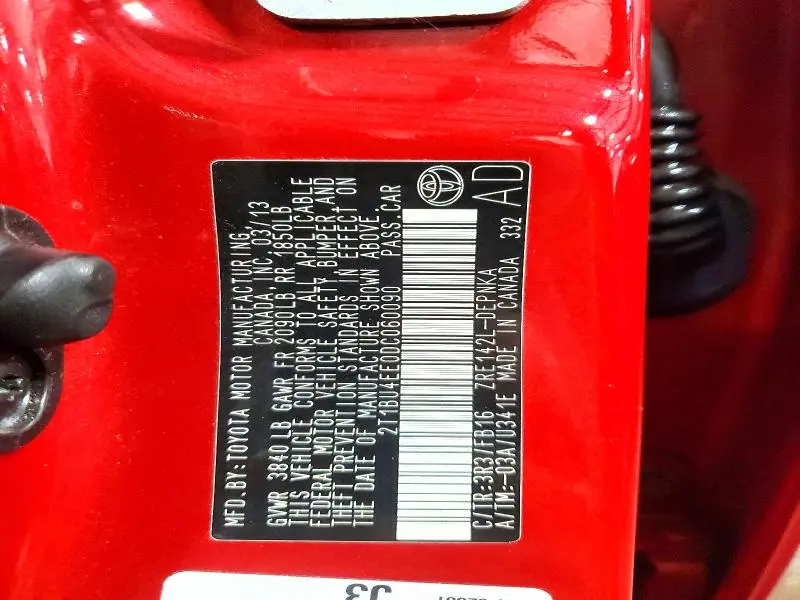 MFD.BY:TOYOTA MOTOR MANUFACTURING,
CANADA, INC. 03/13
GVWR 3840LB GAWR FR 2090LB RR 1850LB
THIS VEHICLE CONFORMS TO ALL APPLICABLE
FEDERAL MOTOR VEHICLE SAFETY, BUMPER, AND
THEFT PREVENTION STANDARDS IN EFFECT ON
THE DATE OF MANUFACTURE SHOWN ABOVE.
2T1BU4EE0DC060090 PASS.CAR
C/TR:3R3/FB16 ZRE142L-DEPNKA
A/TM:-03A/U341E MADE IN CANADA 332
AD
J3